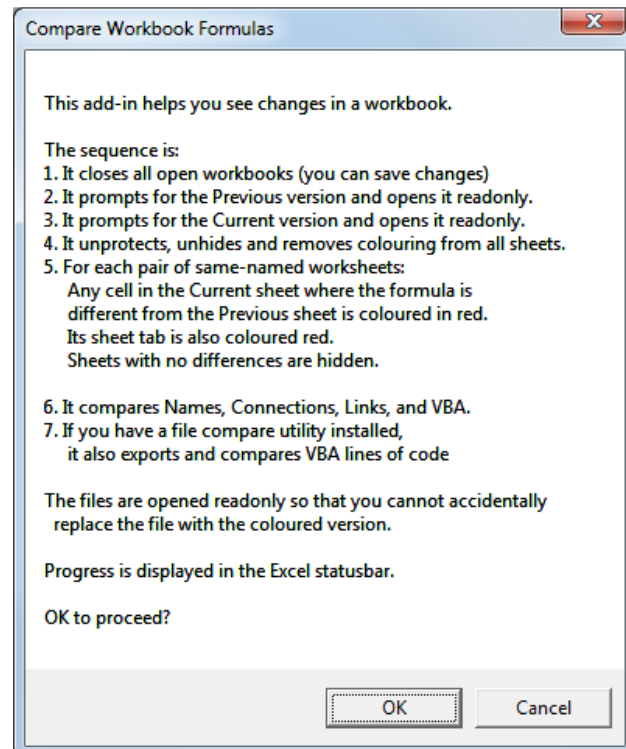 Compare Workbook Formulas
This add-in helps you see changes in a workbook.
The sequence is:
1. It closes all open workbooks (you can save changes)
2. It prompts for the Previous version and opens it readonly.
3. It prompts for the Current version and opens it readonly.
4. It unprotects, unhides and removes colouring from all sheets.
5. For each pair of same-named worksheets:
Any cell in the Current sheet where the formula is
different from the Previous sheet is coloured in red.
Its sheet tab is also coloured red.
Sheets with no differences are hidden.
6. It compares Names, Connections, Links, and VBA.
7. If you have a file compare utility installed,
it also exports and compares VBA lines of code
The files are opened readonly so that you cannot accidentally
replace the file with the coloured version.
Progress is displayed in the Excel statusbar.
OK to proceed?
OK
Cancel